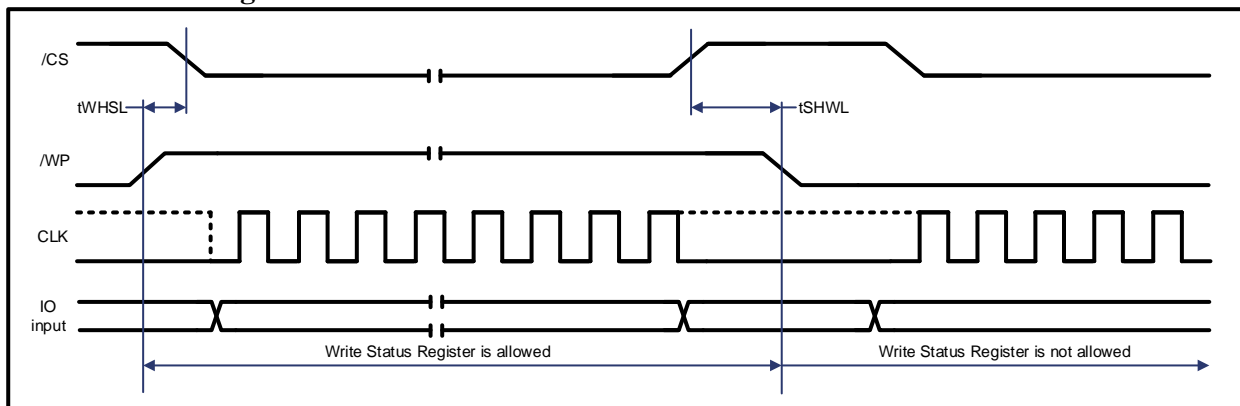 /CS
tWHSL
tSHWL
/WP
CLK
IO
input
Write Status Register is allowed
Write Status Register is not allowed